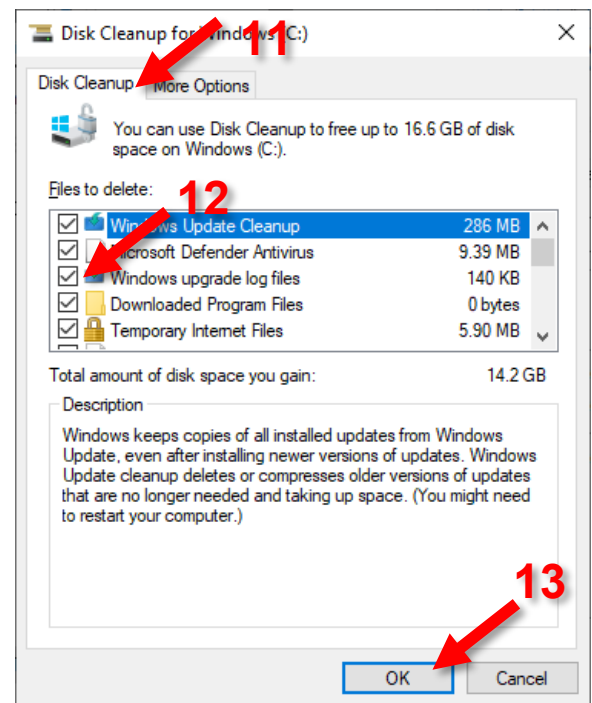 Disk Cleanup for Windows (C:)
11
Disk Cleanup
More Options
You can use Disk Cleanup to free up to 16.6 GB of disk
space on Windows (C:).
Files to delete:
12
Windows Update Cleanup 286 MB
Microsoft Defender Antivirus 9.39 MB
Windows upgrade log files 140 KB
Downloaded Program Files 0 bytes
Temporary Internet Files 5.90 MB
Total amount of disk space you gain: 14.2 GB
Description
Windows keeps copies of all installed updates from Windows
Update, even after installing newer versions of updates. Windows
Update cleanup deletes or compresses older versions of updates
that are no longer needed and taking up space. (You might need
to restart your computer.)
13
OK
Cancel